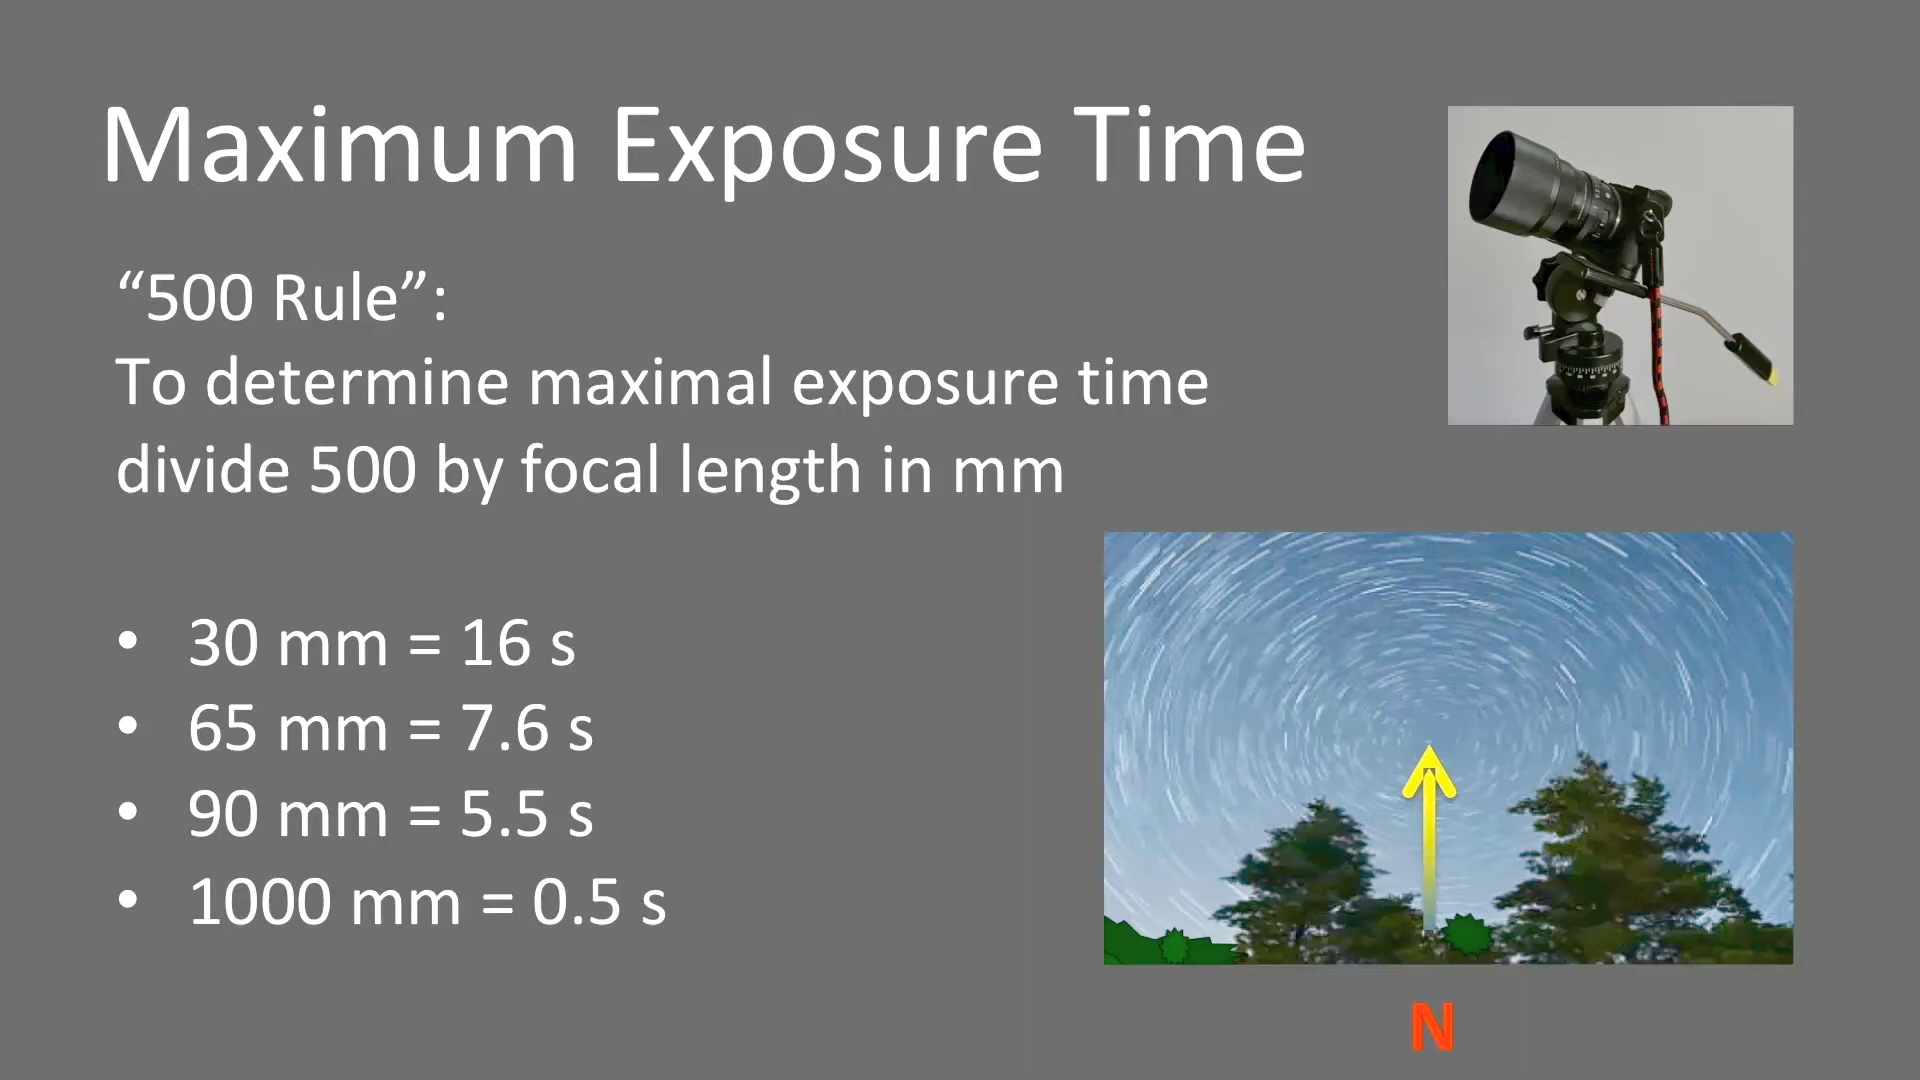 Maximum Exposure Time
“500 Rule”:
To determine maximal exposure time
divide 500 by focal length in mm
• 30 mm = 16 s
• 65 mm = 7.6 s
• 90 mm = 5.5 s
• 1000 mm = 0.5 s
N